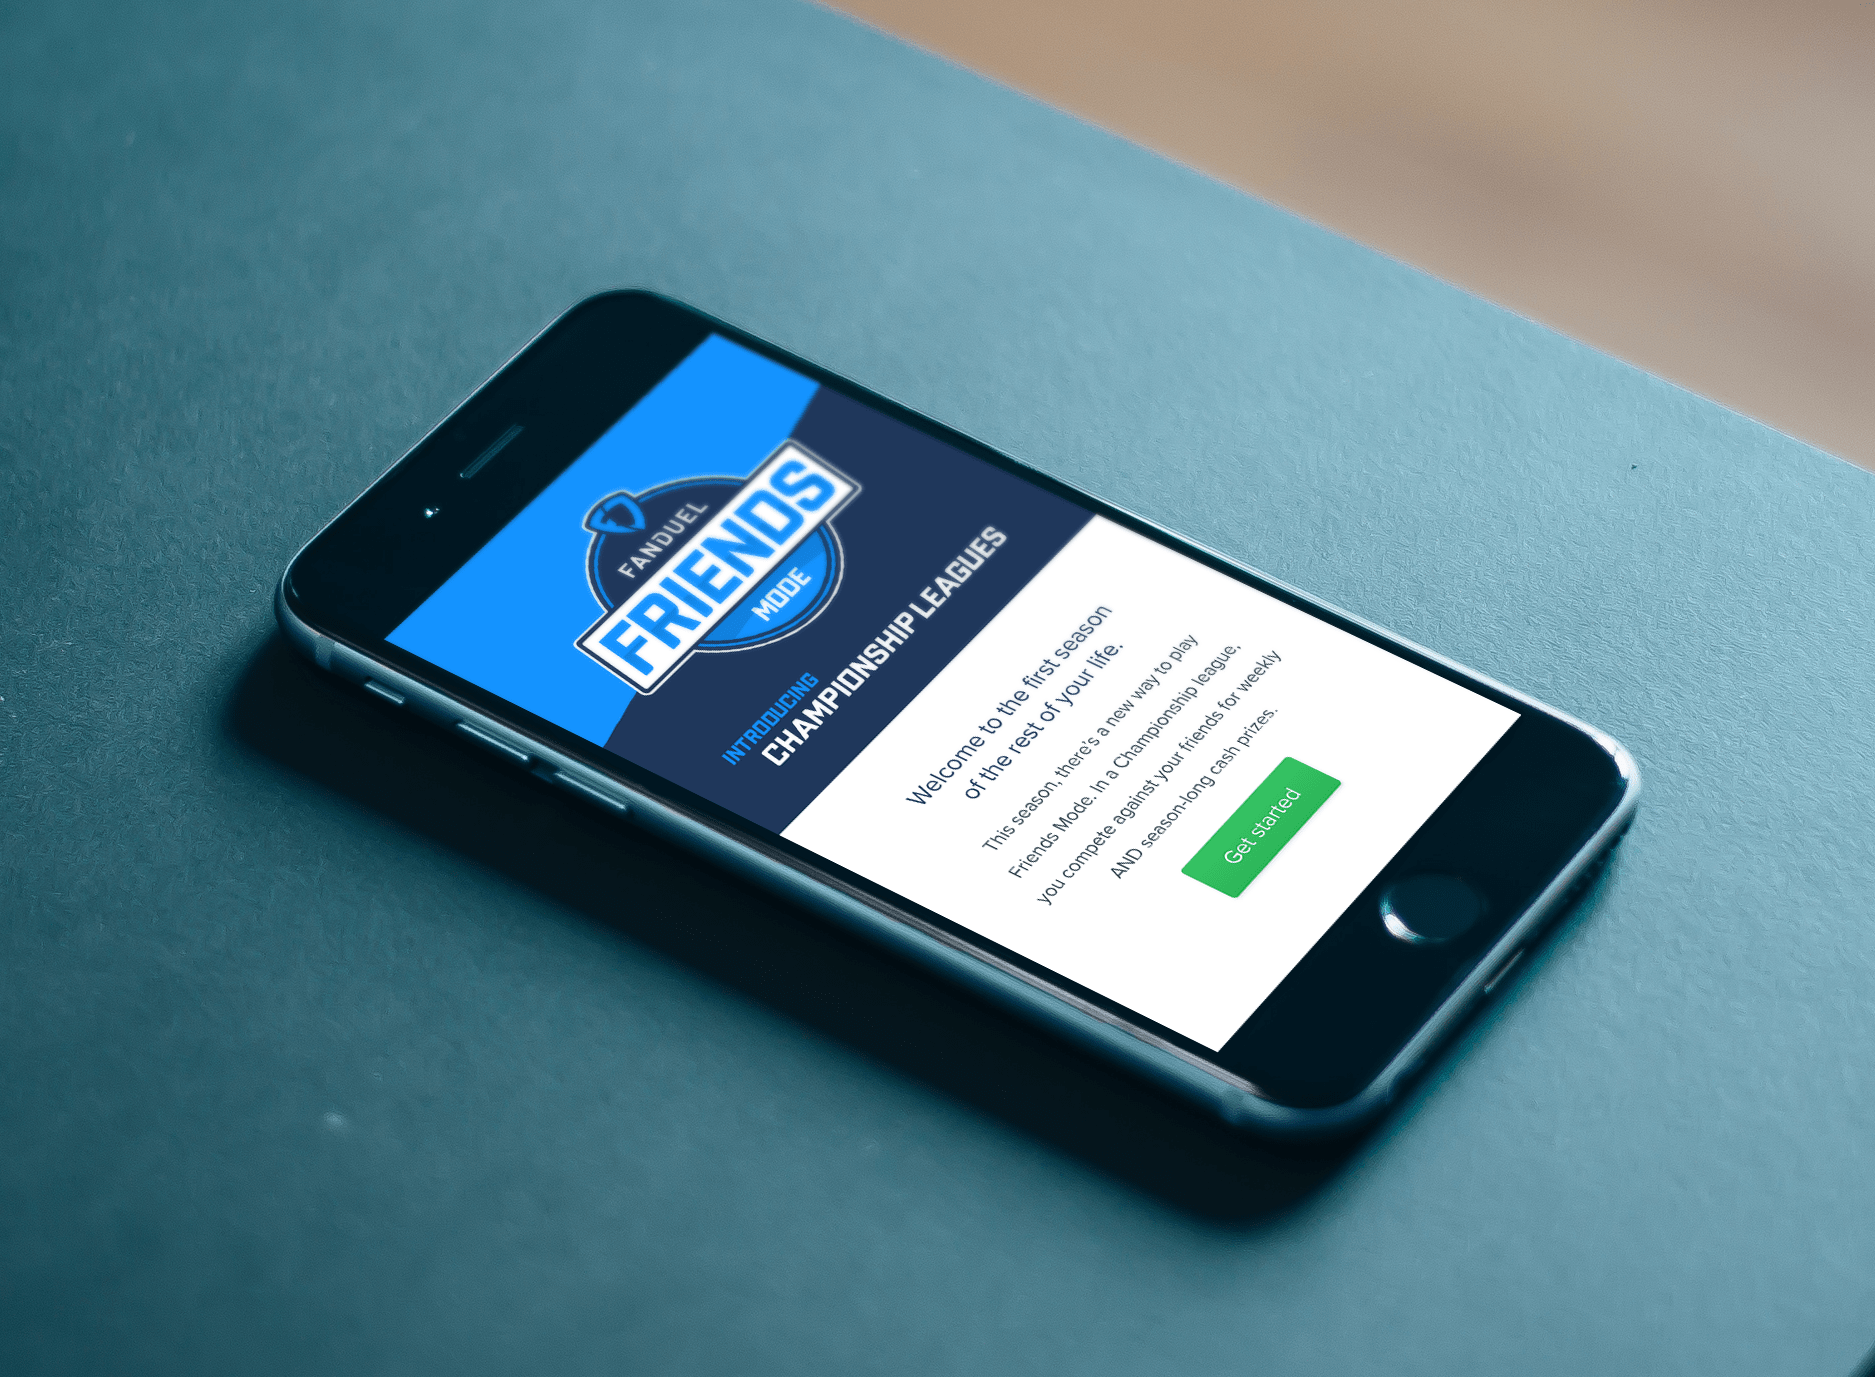 FANDUEL
FRIENDS
MODE
INTRODUCING
CHAMPIONSHIP LEAGUES
Welcome to the first season
of the rest of your life.
This season, there's a new way to play
Friends Mode. In a Championship league,
you compete against your friends for weekly
AND season-long cash prizes.
Get started